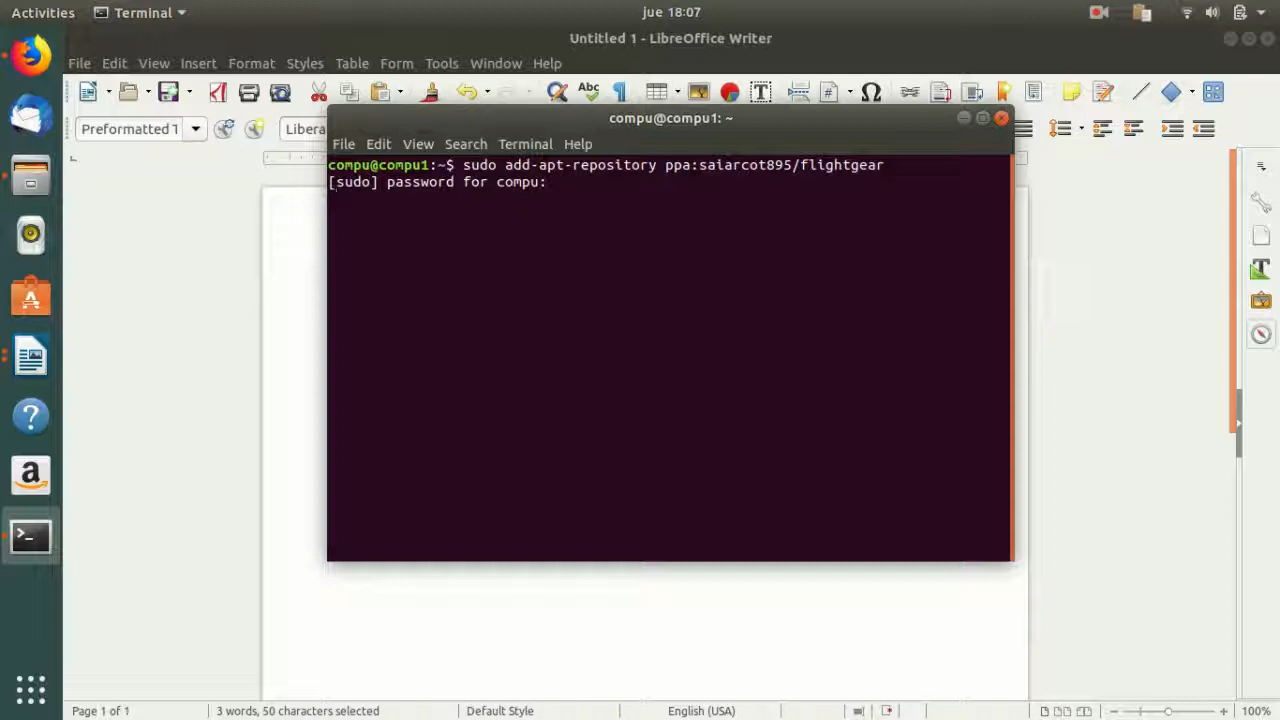 Activities Terminal jue 18:07
Untitled 1 - LibreOffice Writer
File Edit View Insert Format Styles Table Form Tools Window Help
Preformatted T Libera
compu@compu1: ~
File Edit View Search Terminal Help
compu@compu1:~$ sudo add-apt-repository ppa:saiarcot895/flightgear
[sudo] password for compu:
Page 1 of 1 3 words, 50 characters selected Default Style English (USA) 100%